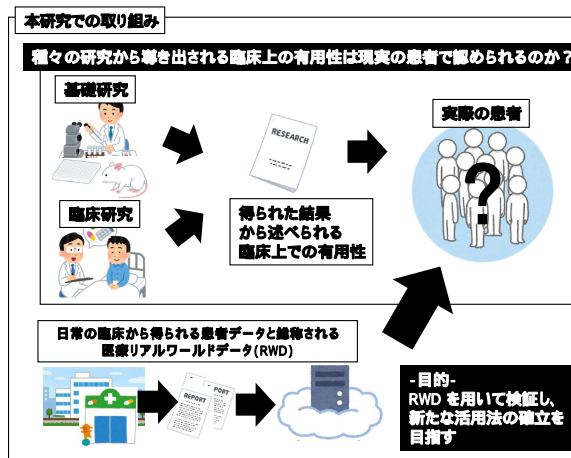 本研究での取り組み
種々の研究から導き出される臨床上の有用性は現実の患者で認められるのか？
基礎研究
実際の患者
RESEARCH
?
臨床研究
得られた結果
から述べられる
臨床上での有用性
日常の臨床から得られる患者データと総称される
医療リアルワールドデータ(RWD)
REPORT
PORT
-目的-
RWDを用いて検証し、
新たな活用法の確立を
目指す